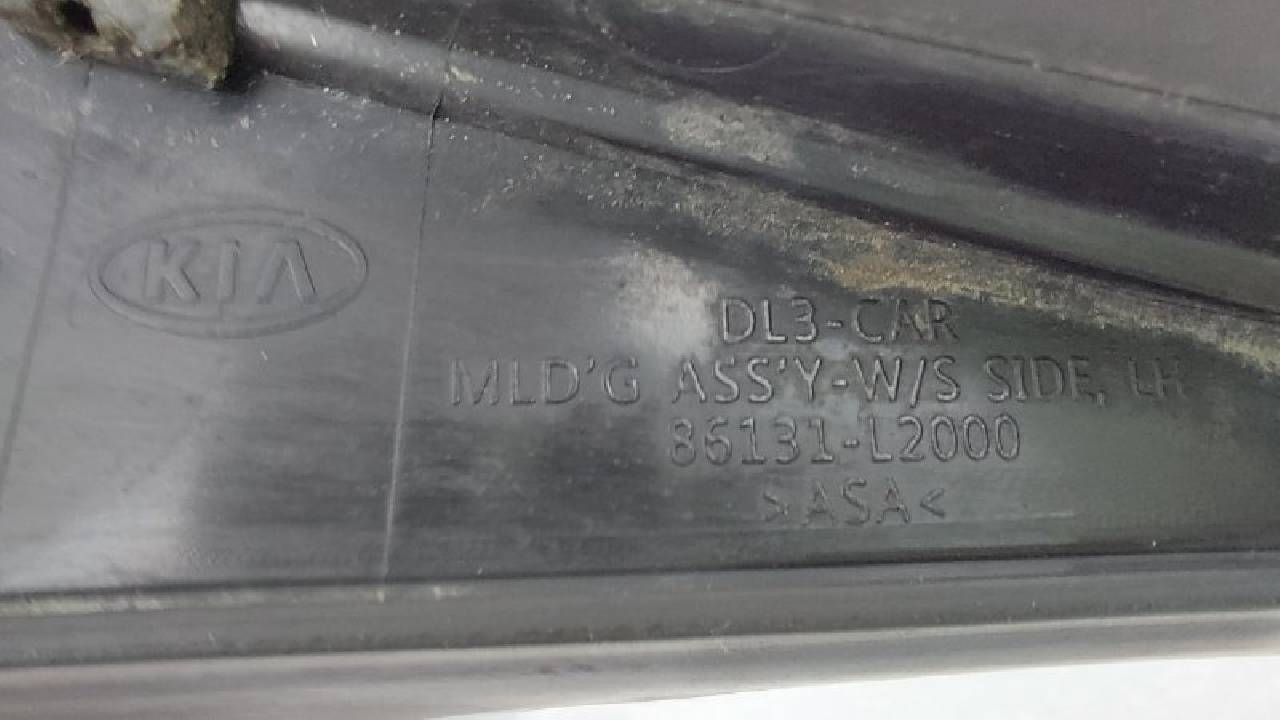 KIA
DL3-CAR
MLD'G ASS'Y-W/S SIDE, LH
86131-L2000
>ASA<